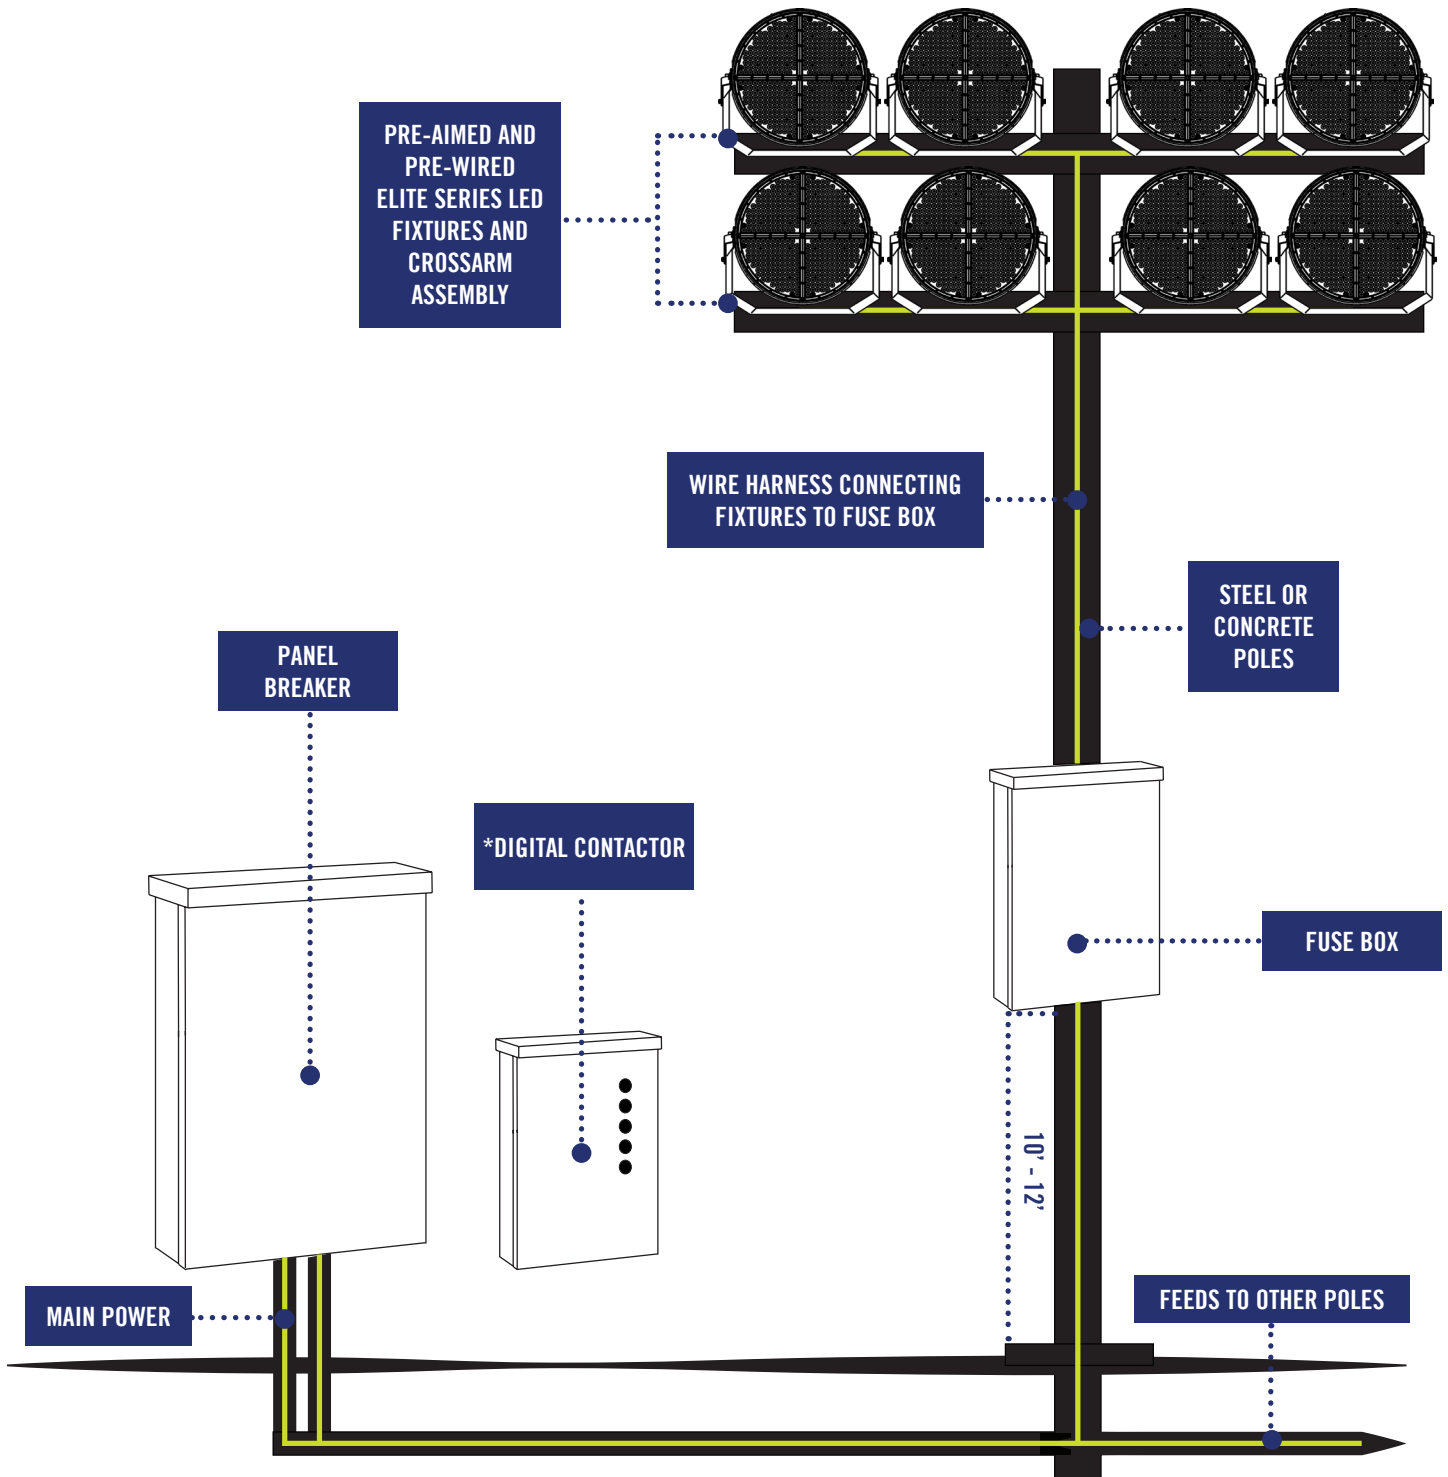 PRE-AIMED AND
PRE-WIRED
ELITE SERIES LED
FIXTURES AND
CROSSARM
ASSEMBLY
WIRE HARNESS CONNECTING
FIXTURES TO FUSE BOX
STEEL OR
CONCRETE
POLES
PANEL
BREAKER
*DIGITAL CONTACTOR
FUSE BOX
10' - 12'
MAIN POWER
FEEDS TO OTHER POLES